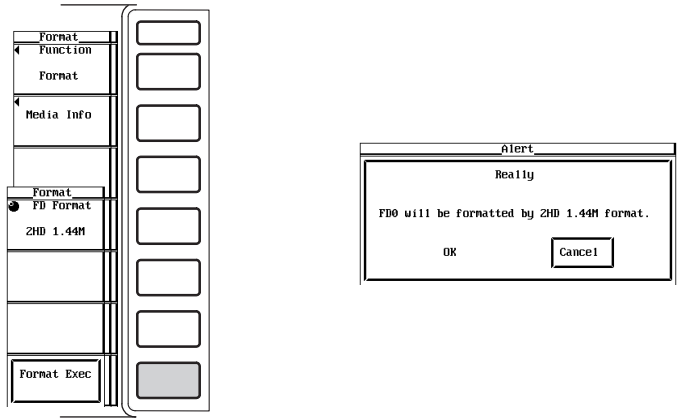 Format
Function
Format
Media Info
Format
FD Format
2HD 1.44M
Format Exec
Alert
Really
FD0 will be formatted by 2HD 1.44M format.
OK
Cancel